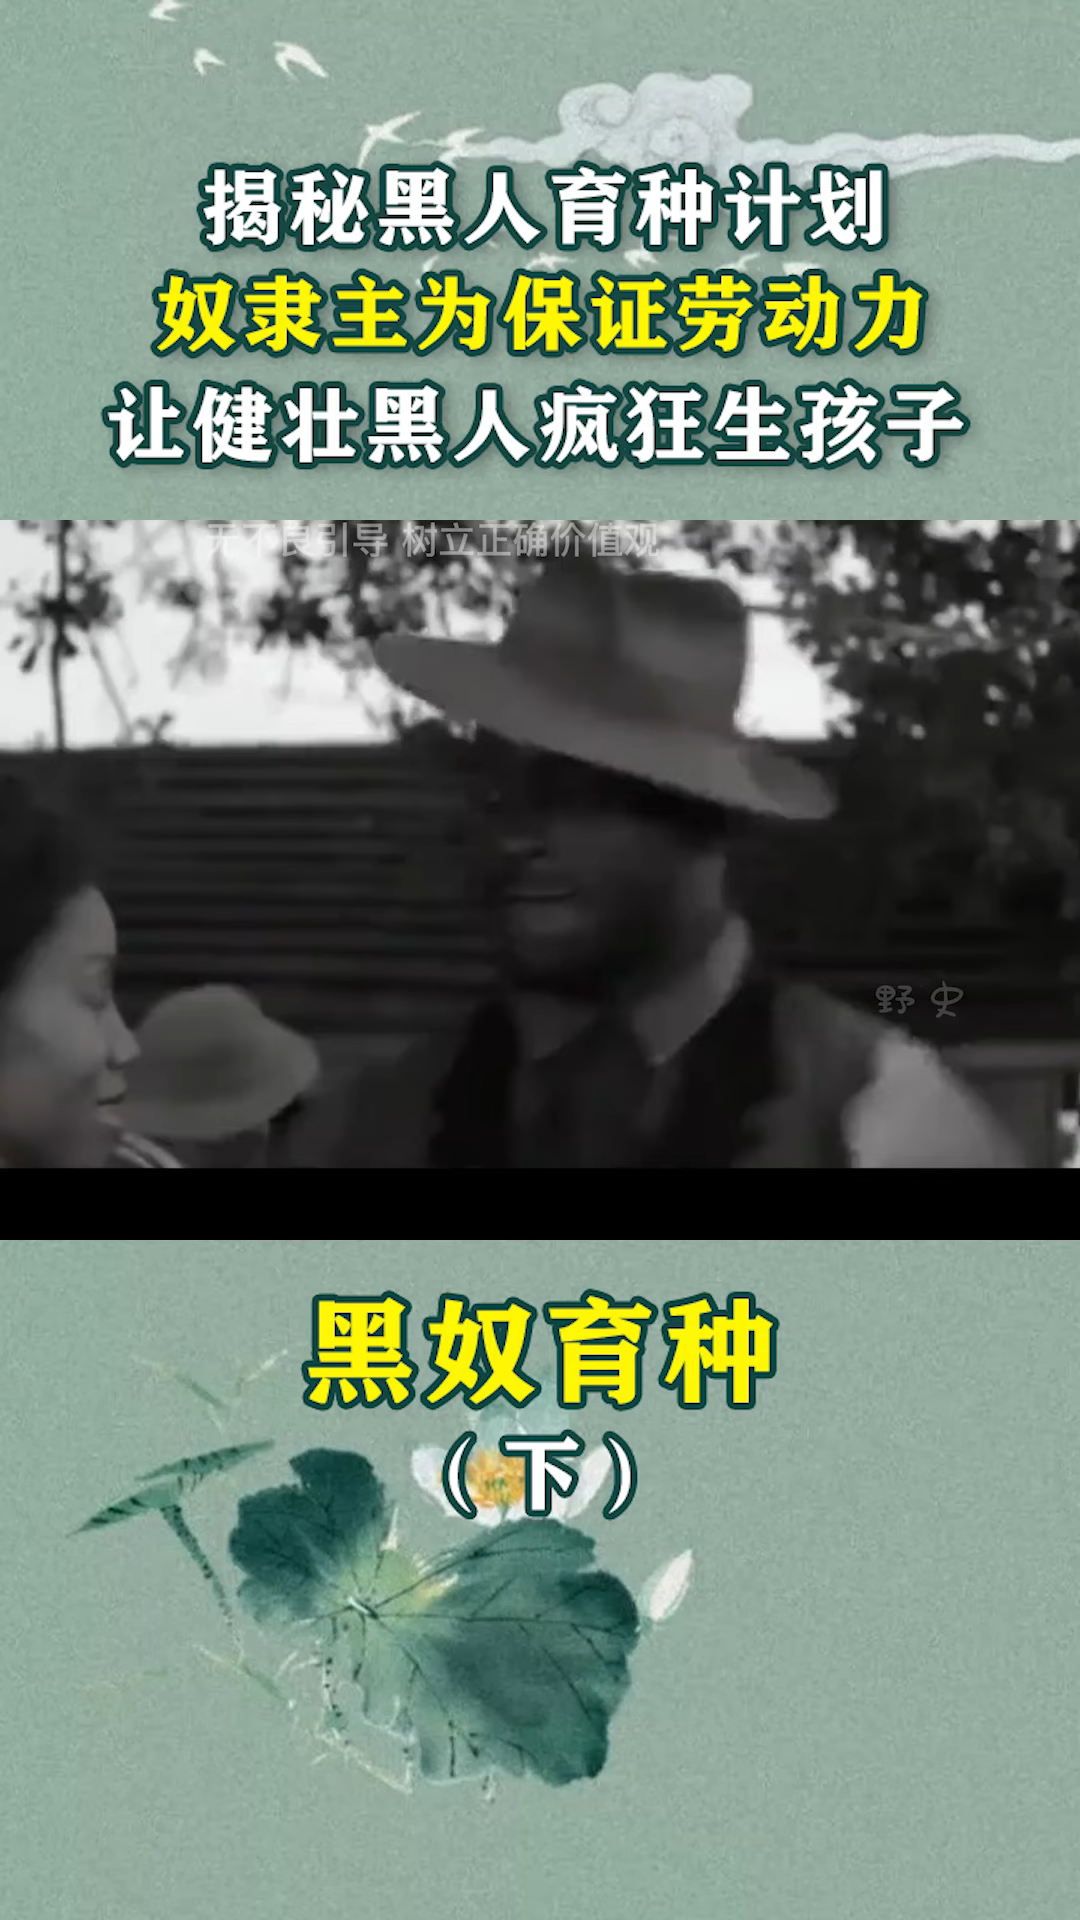 揭秘黑人育种计划
奴隶主为保证劳动力
让健壮黑人疯狂生孩子
无不良引导 树立正确价值观
野史
黑奴育种
（下）